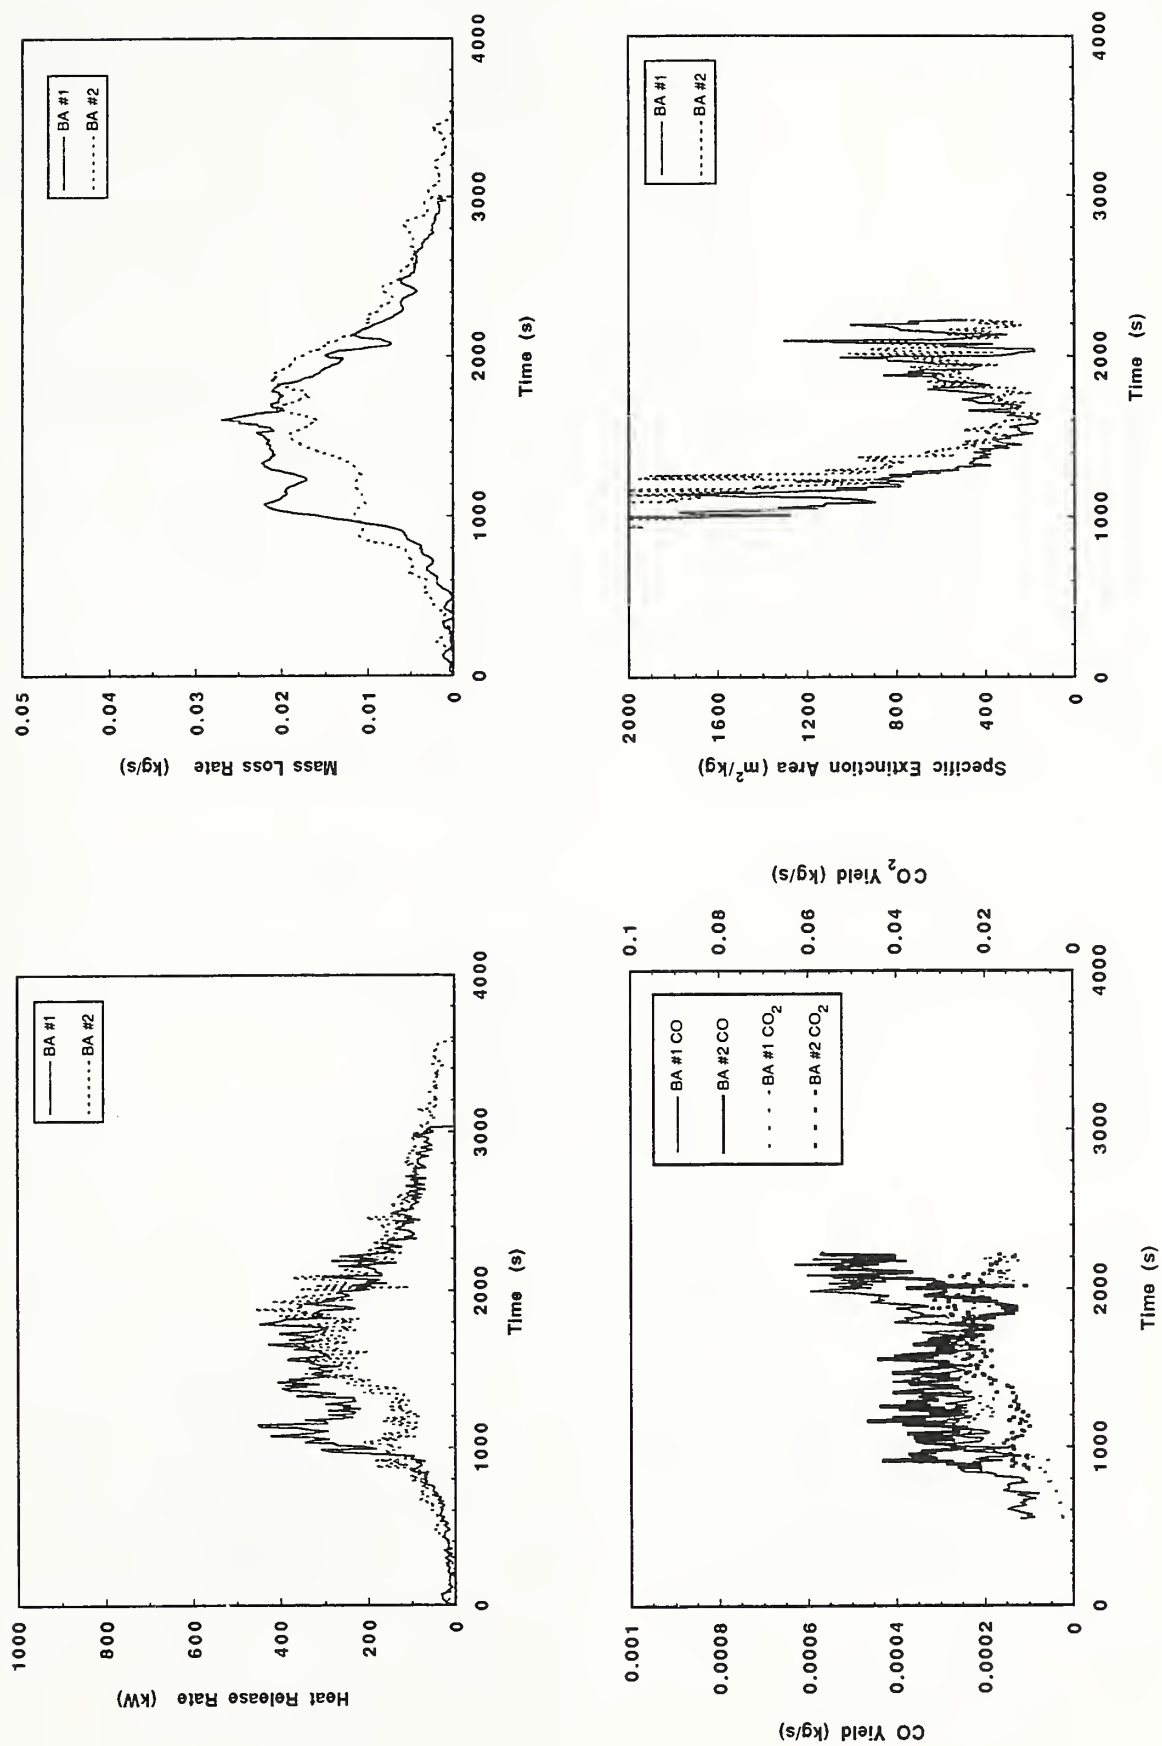 1000
800
600
400
200
0
Heat Release Rate (kW)
0
1000
2000
3000
4000
Time (s)
BA #1
BA #2
0.05
0.04
0.03
0.02
0.01
0
Mass Loss Rate (kg/s)
0
1000
2000
3000
4000
Time (s)
BA #1
BA #2
0.001
0.0008
0.0006
0.0004
0.0002
0
CO Yield (kg/s)
0
1000
2000
3000
4000
Time (s)
BA #1 CO
BA #2 CO
BA #1 CO₂
BA #2 CO₂
0.1
0.08
0.06
0.04
0.02
0
CO₂ Yield (kg/s)
2000
1600
1200
800
400
0
Specific Extinction Area (m²/kg)
0
1000
2000
3000
4000
Time (s)
BA #1
BA #2